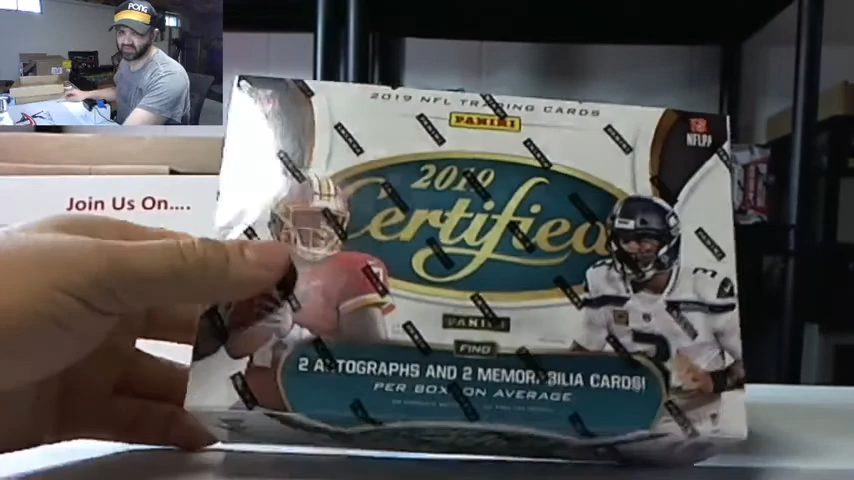 PONG
Join Us On....
2019 NFL TRADING CARDS
PANINI
NFLPA
2019
Certified
PANINI
FIND
2 AUTOGRAPHS AND 2 MEMORABILIA CARDS!
PER BOX, ON AVERAGE